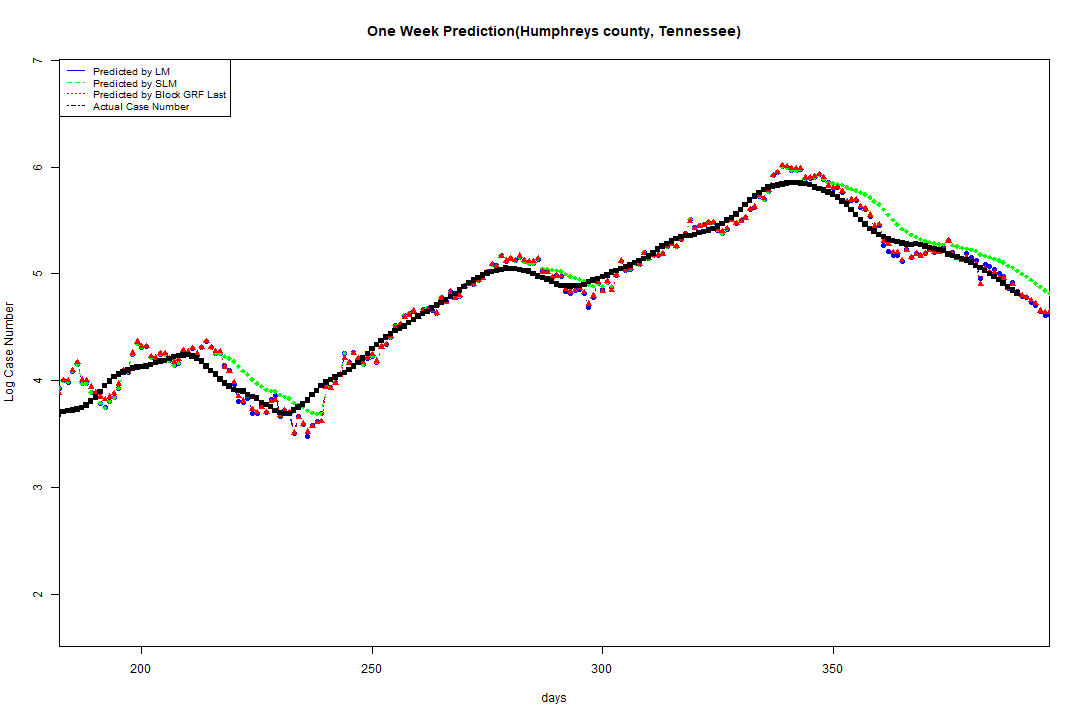 One Week Prediction(Humphreys county, Tennessee)
Predicted by LM
Predicted by SLM
Predicted by Block GRF Last
Actual Case Number
Log Case Number
7
6
5
4
3
2
200 250 300 350
days